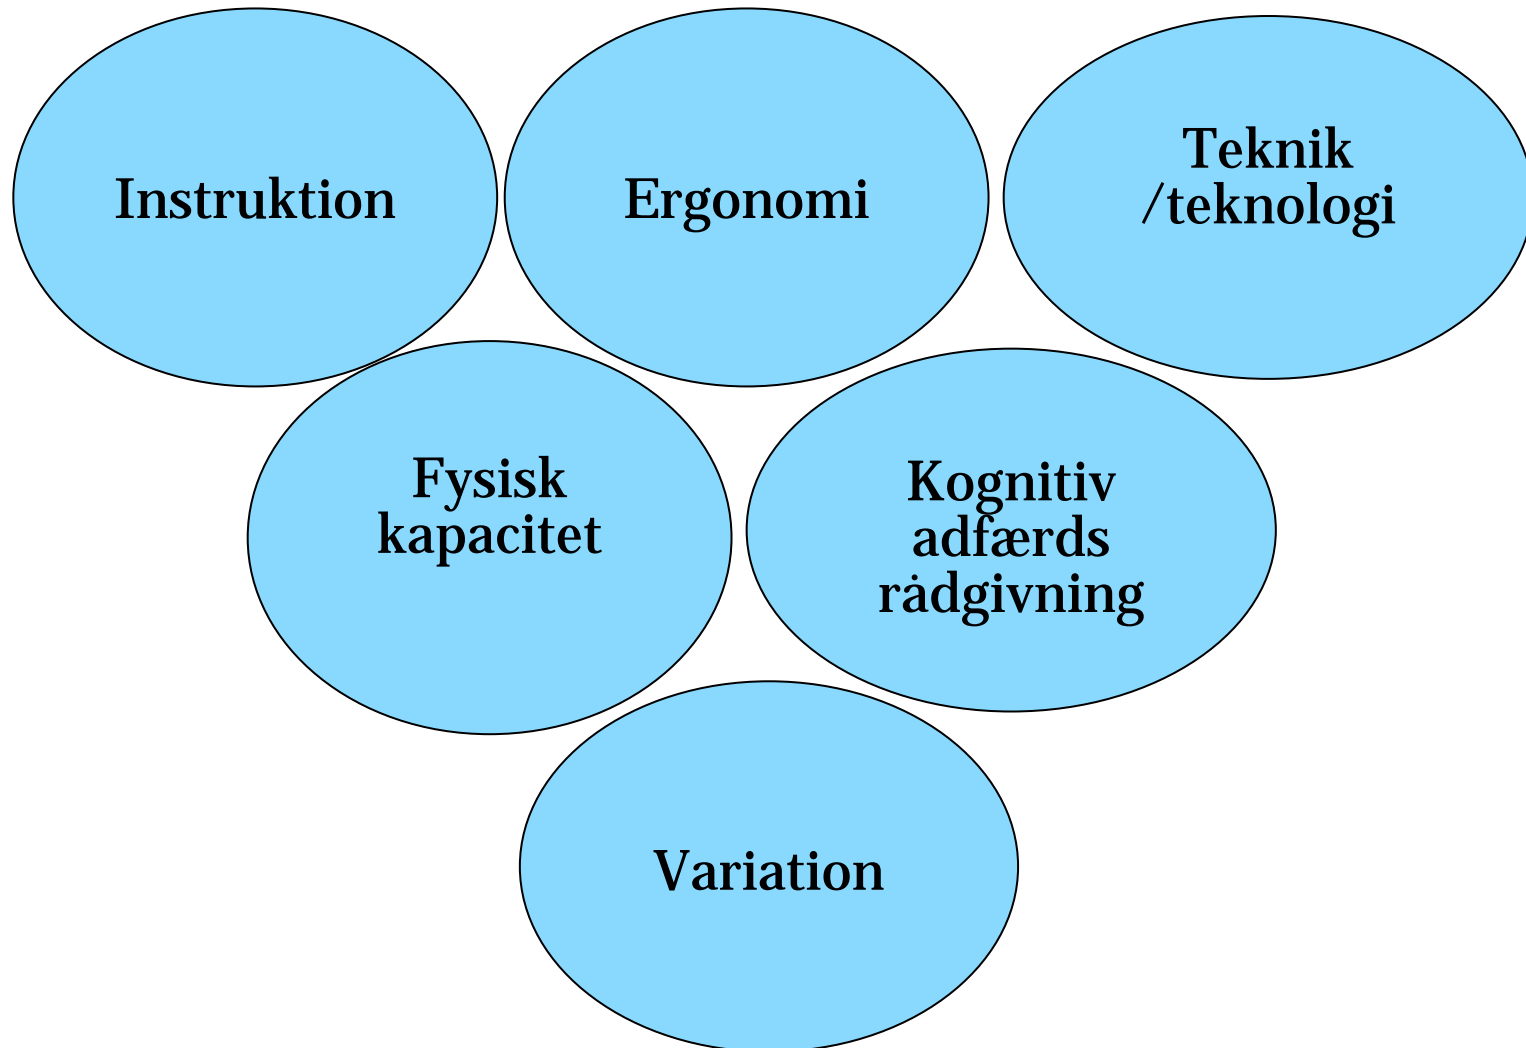 Instruktion
Ergonomi
Teknik
/teknologi
Fysisk
kapacitet
Kognitiv
adfærds
rådgivning
Variation